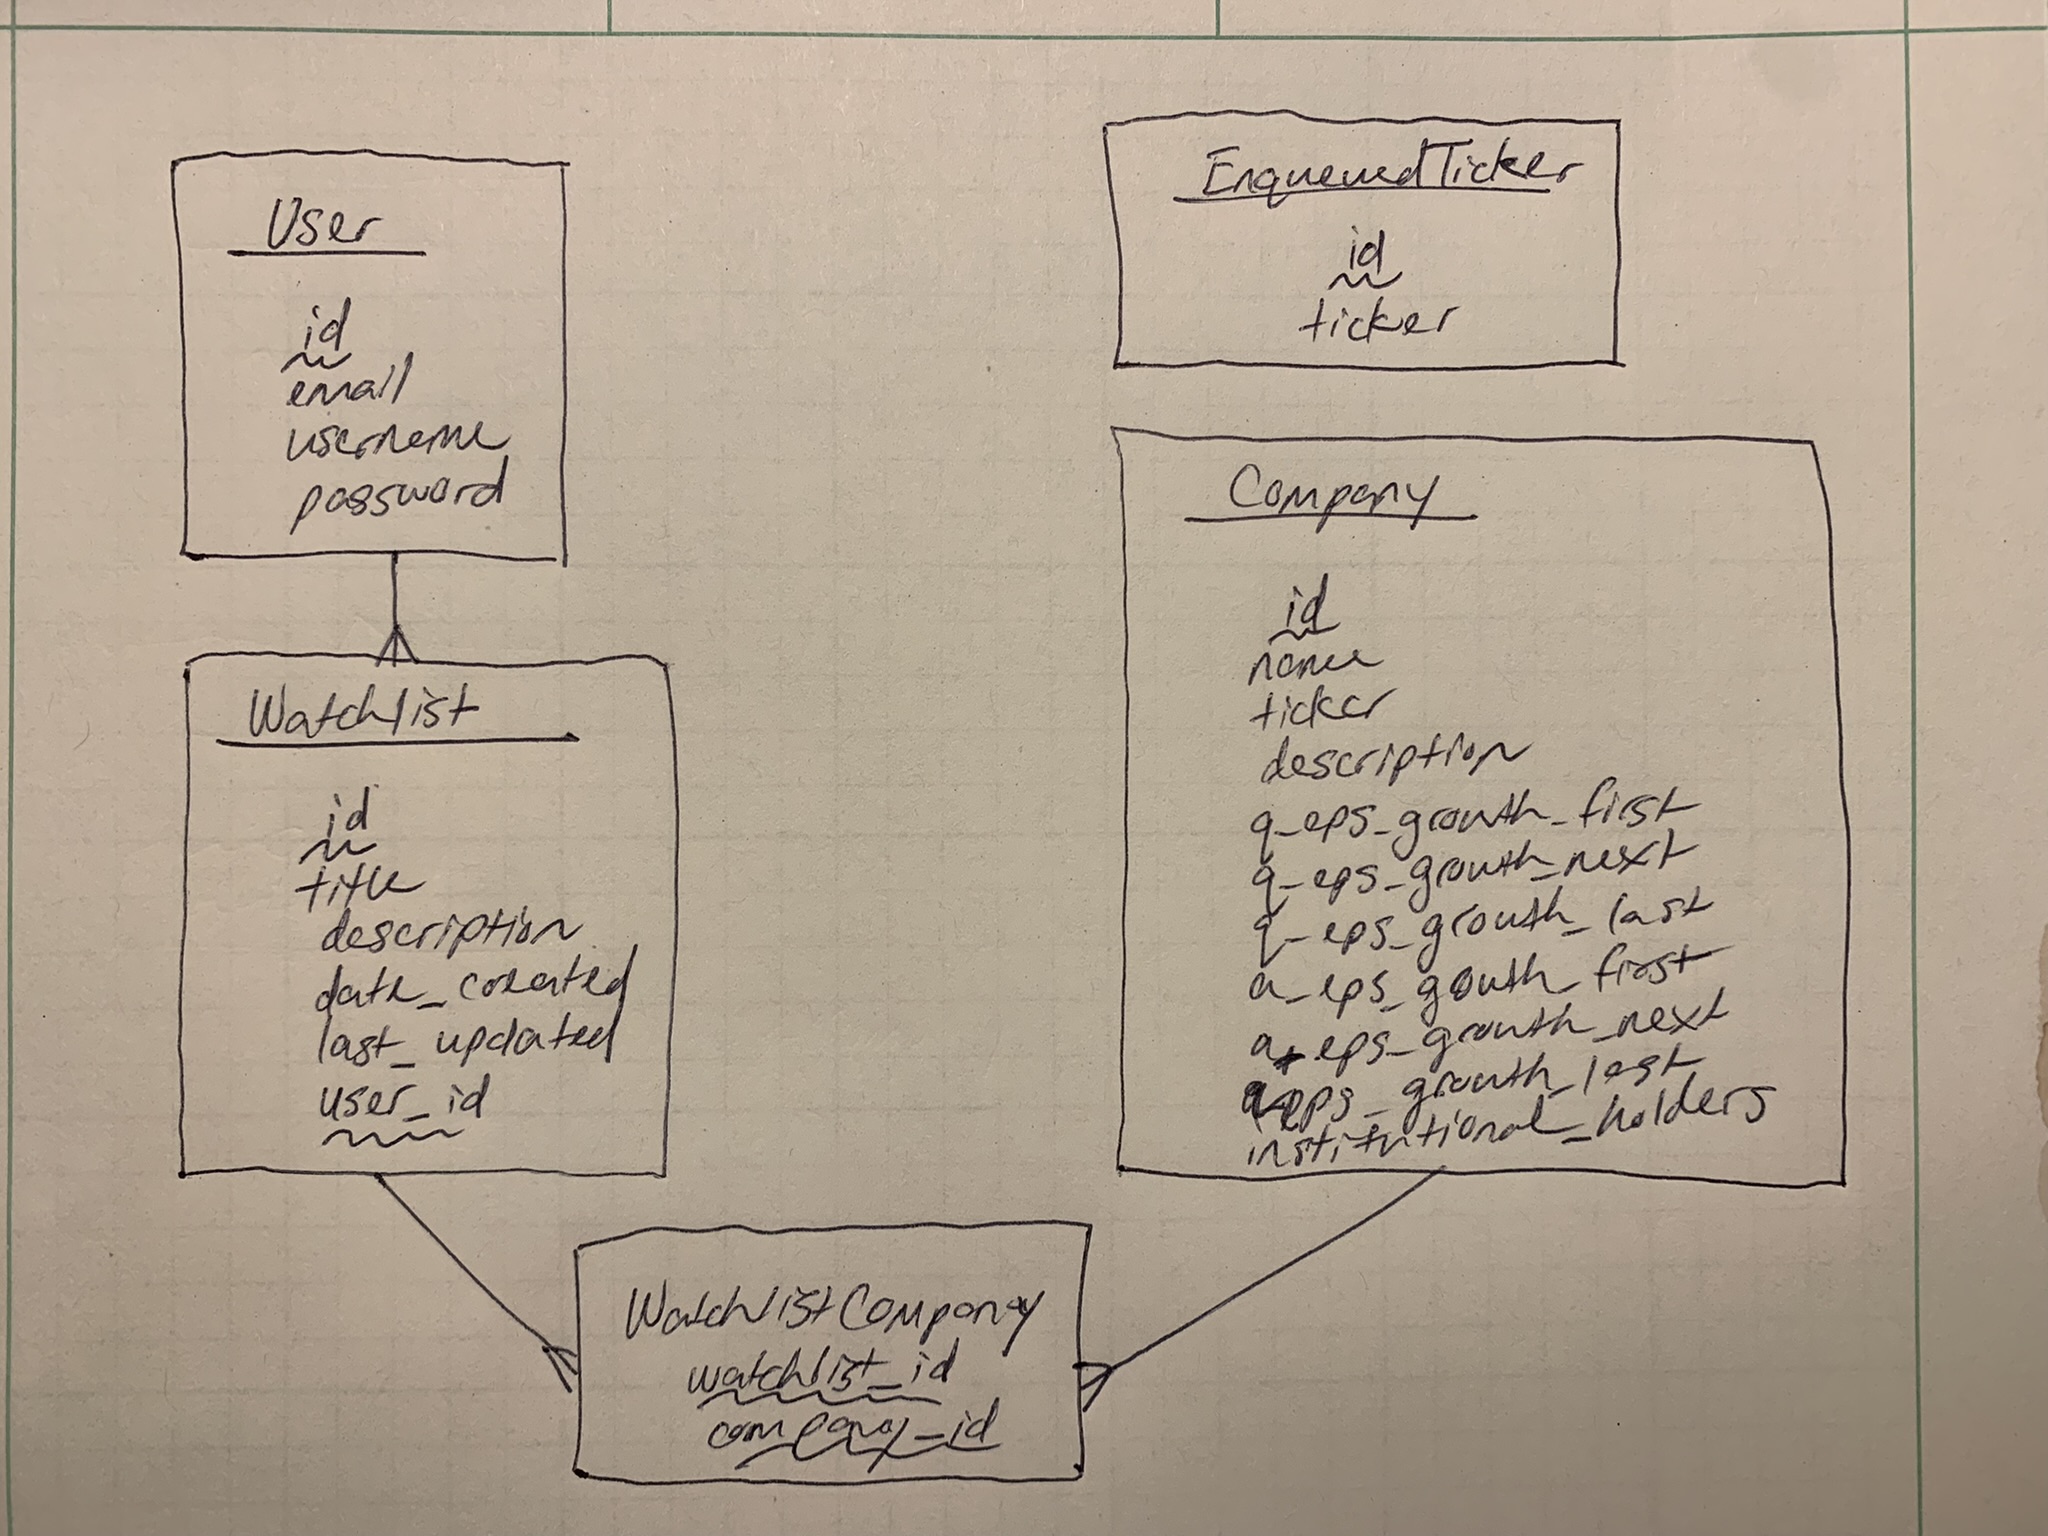 User
id
email
username
password
EnqueuedTicker
id
ticker
Watchlist
id
title
description
date_created
last_updated
user_id
Company
id
name
ticker
description
q_eps_growth_first
q_eps_growth_next
q_eps_growth_last
a_eps_growth_first
a_eps_growth_next
a_eps_growth_last
institutional_holders
WatchlistCompany
watchlist_id
company_id